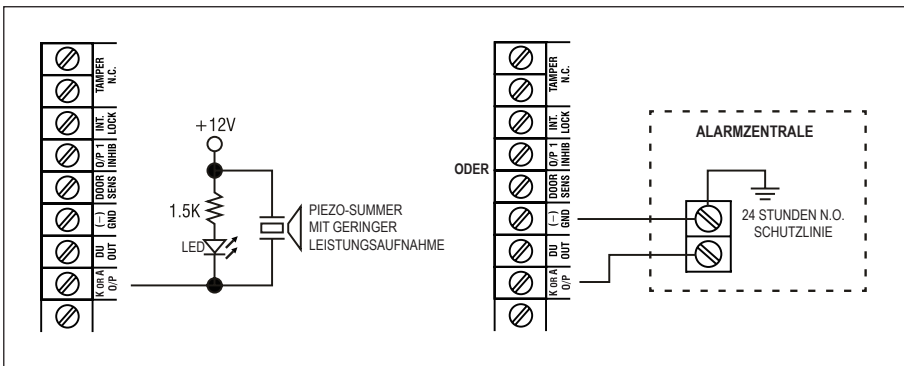 TAMPER
N.C.
INT.
LOCK
O/P 1
INHIB
DOOR
SENS
(–)
GND
DU
OUT
K OR A
O/P
+12V
1.5K
LED
PIEZO-SUMMER
MIT GERINGER
LEISTUNGSAUFNAHME
ODER
TAMPER
N.C.
INT.
LOCK
O/P 1
INHIB
DOOR
SENS
(–)
GND
DU
OUT
K OR A
O/P
ALARMZENTRALE
24 STUNDEN N.O.
SCHUTZLINIE